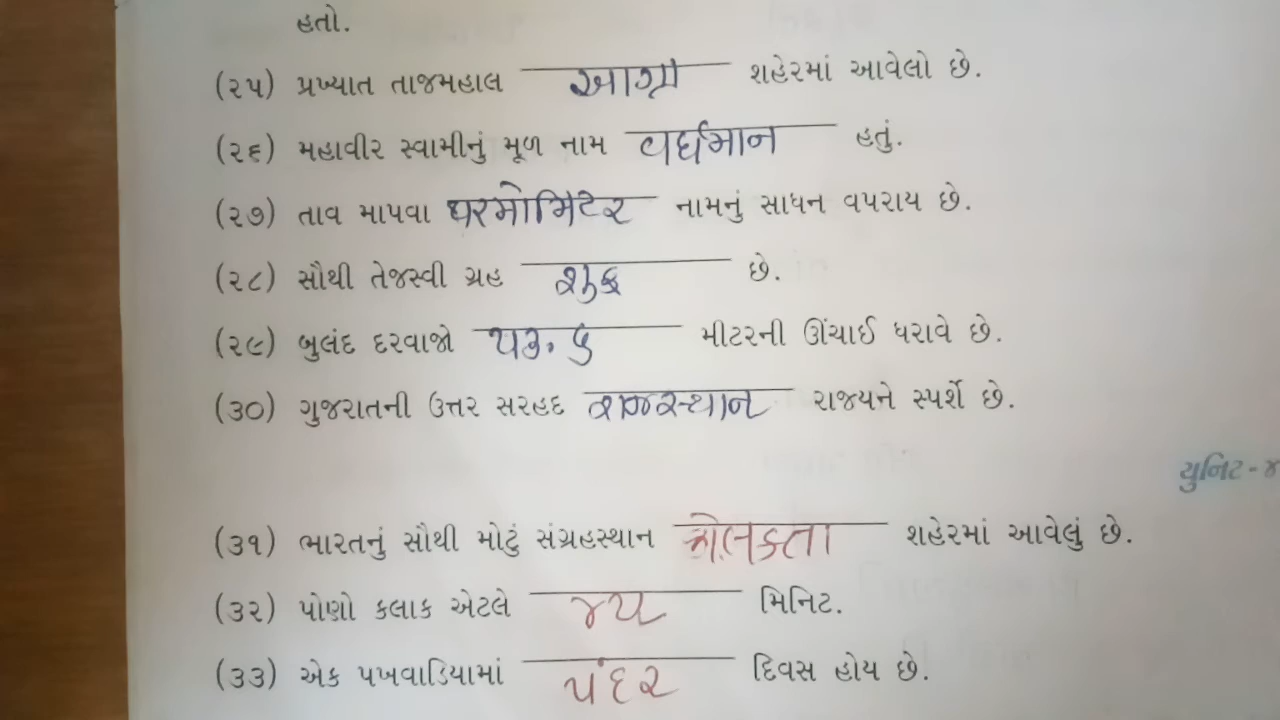 હતો.
(૨૫) પ્રખ્યાત તાજમહાલ આગ્રા શહેરમાં આવેલો છે.
(૨૬) મહાવીર સ્વામીનું મૂળ નામ વર્ધમાન હતું.
(૨૭) તાવ માપવા થરમોમિટર નામનું સાધન વપરાય છે.
(૨૮) સૌથી તેજસ્વી ગ્રહ શુક્ર છે.
(૨૯) બુલંદ દરવાજો ૫૩.૬ મીટરની ઊંચાઈ ધરાવે છે.
(૩૦) ગુજરાતની ઉત્તર સરહદ રાજસ્થાન રાજ્યને સ્પર્શે છે.
યુનિટ-૪
(૩૧) ભારતનું સૌથી મોટું સંગ્રહસ્થાન કોલકતા શહેરમાં આવેલું છે.
(૩૨) પોણો કલાક એટલે ૪૫ મિનિટ.
(૩૩) એક પખવાડિયામાં પંદર દિવસ હોય છે.